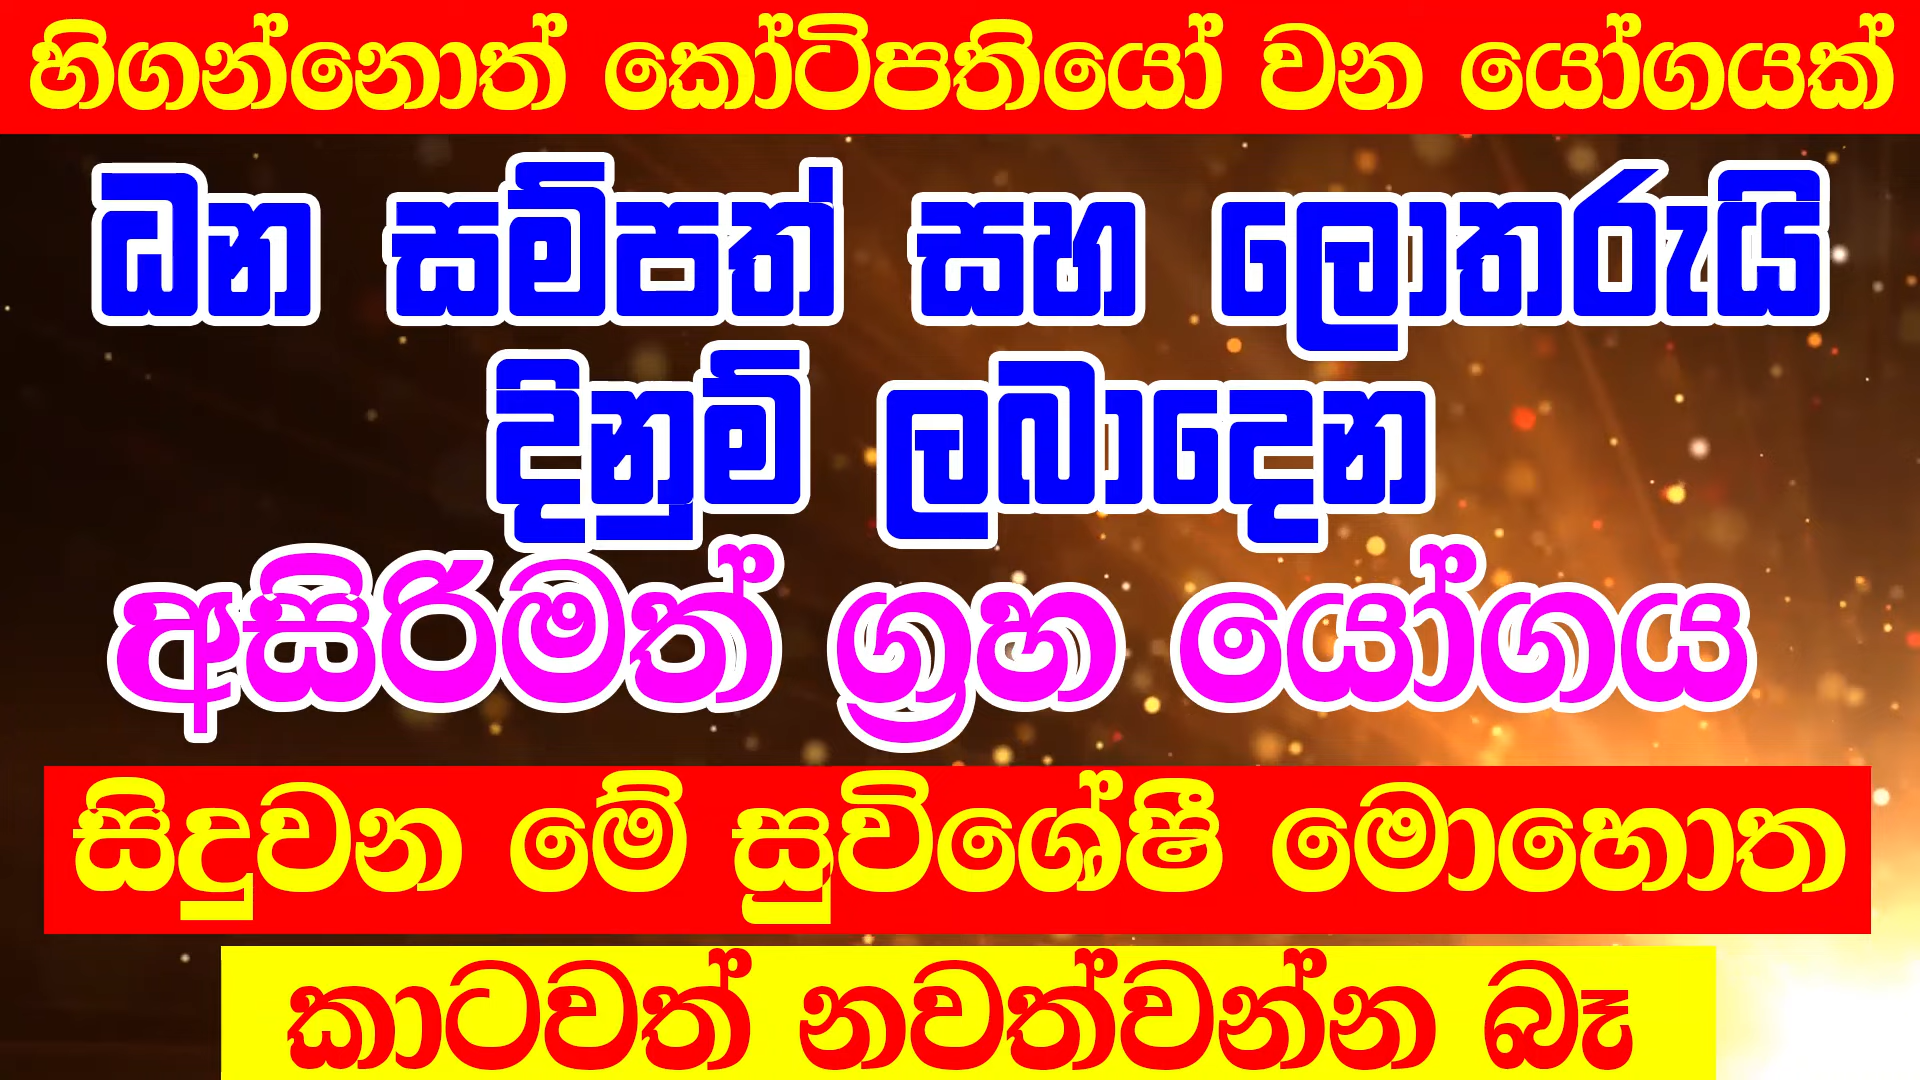 හිගන්නොත් කෝටිපතියෝ වන යෝගයක්
ධන සම්පත් සහ ලොතරුයි
දිනුම් ලබාදෙන
අසිරිමත් ග්‍රහ යෝගය
සිදුවන මේ සුවිශේෂී මොහොත
කාටවත් නවත්වන්න බෑ